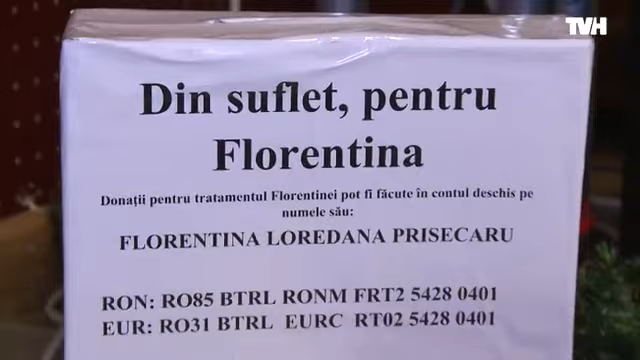 TVH
Din suflet, pentru
Florentina
Donații pentru tratamentul Florentinei pot fi făcute în contul deschis pe
numele său:
FLORENTINA LOREDANA PRISECARU
RON: RO85 BTRL RONM FRT2 5428 0401
EUR: RO31 BTRL EURC RT02 5428 0401